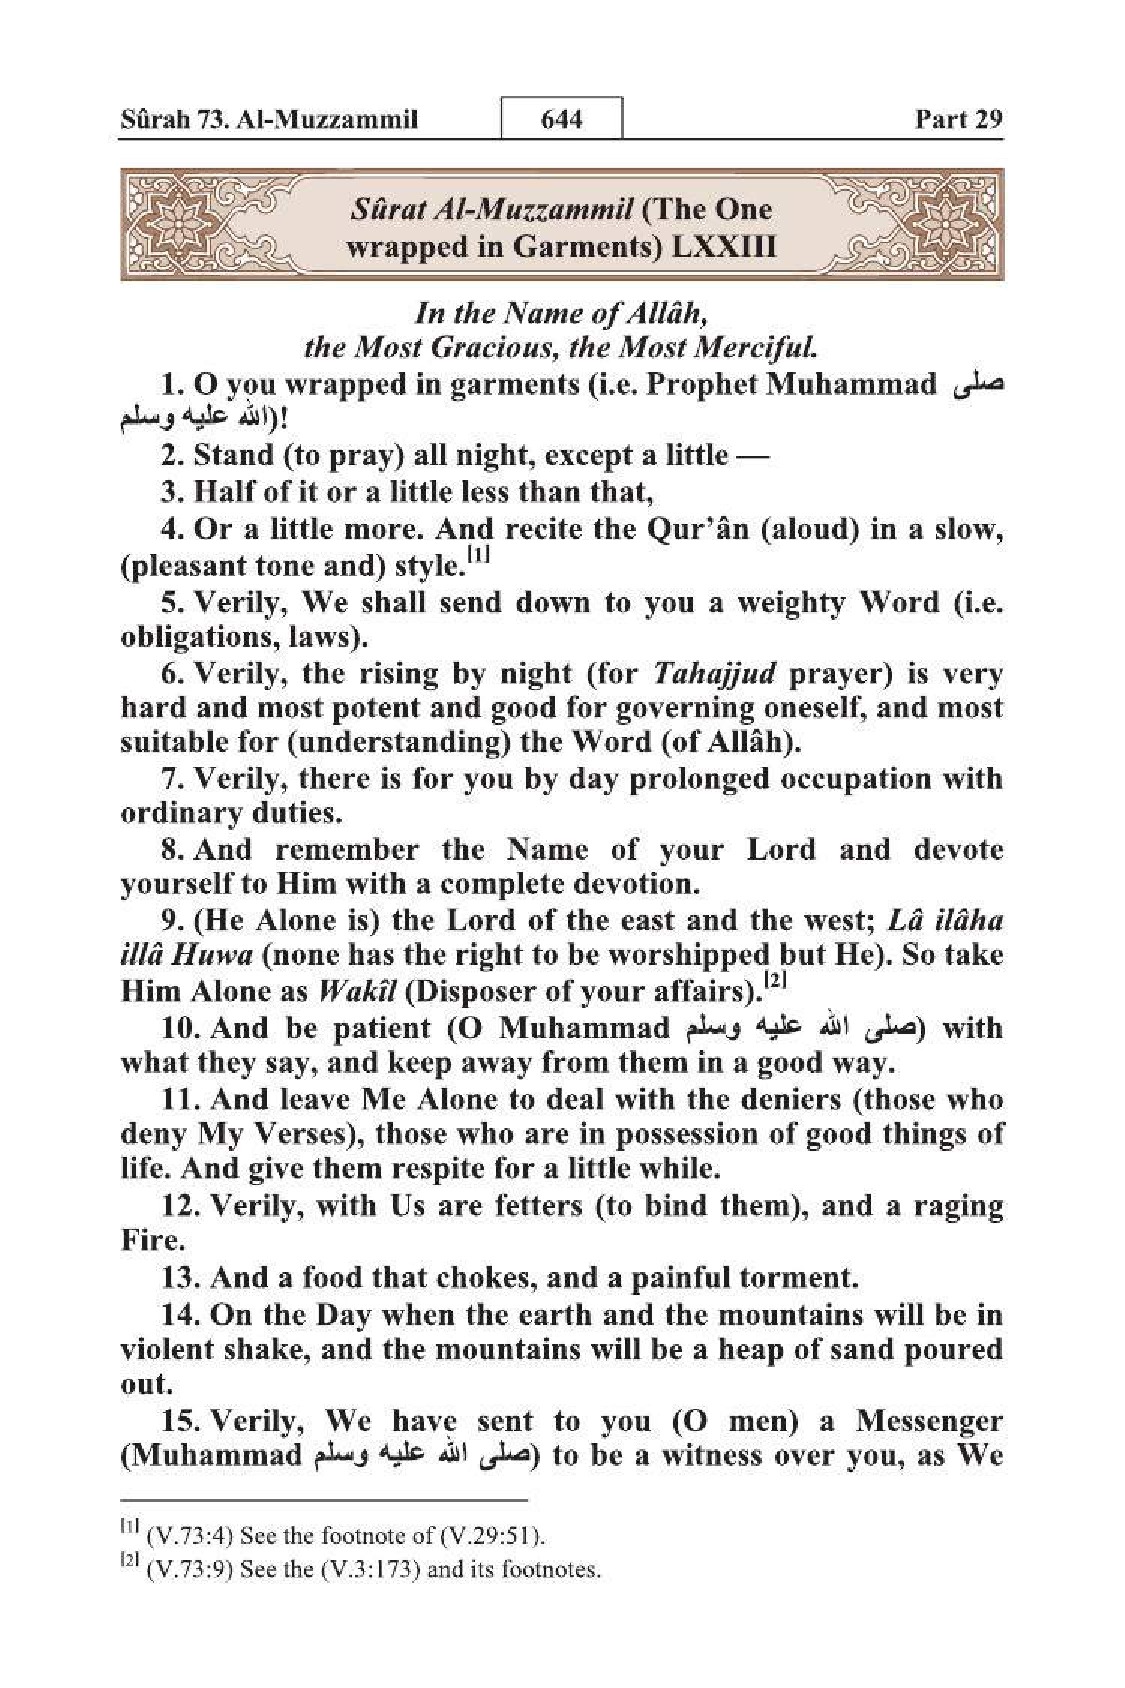 Sûrah 73. Al-Muzzammil 644 Part 29
Sûrat Al-Muzzammil (The One
wrapped in Garments) LXXIII
In the Name of Allâh,
the Most Gracious, the Most Merciful.
1. O you wrapped in garments (i.e. Prophet Muhammad صلى
الله عليه وسلم)!
2. Stand (to pray) all night, except a little —
3. Half of it or a little less than that,
4. Or a little more. And recite the Qur’ân (aloud) in a slow,
(pleasant tone and) style.[1]
5. Verily, We shall send down to you a weighty Word (i.e.
obligations, laws).
6. Verily, the rising by night (for Tahajjud prayer) is very
hard and most potent and good for governing oneself, and most
suitable for (understanding) the Word (of Allâh).
7. Verily, there is for you by day prolonged occupation with
ordinary duties.
8. And remember the Name of your Lord and devote
yourself to Him with a complete devotion.
9. (He Alone is) the Lord of the east and the west; Lâ ilâha
illâ Huwa (none has the right to be worshipped but He). So take
Him Alone as Wakîl (Disposer of your affairs).[2]
10. And be patient (O Muhammad صلى الله عليه وسلم) with
what they say, and keep away from them in a good way.
11. And leave Me Alone to deal with the deniers (those who
deny My Verses), those who are in possession of good things of
life. And give them respite for a little while.
12. Verily, with Us are fetters (to bind them), and a raging
Fire.
13. And a food that chokes, and a painful torment.
14. On the Day when the earth and the mountains will be in
violent shake, and the mountains will be a heap of sand poured
out.
15. Verily, We have sent to you (O men) a Messenger
(Muhammad صلى الله عليه وسلم) to be a witness over you, as We
[1] (V.73:4) See the footnote of (V.29:51).
[2] (V.73:9) See the (V.3:173) and its footnotes.